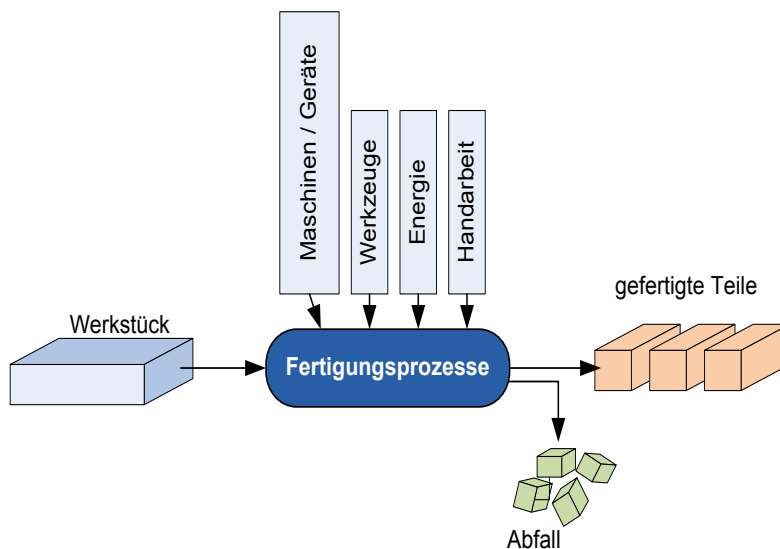 Maschinen / Geräte
Werkzeuge
Energie
Handarbeit
Werkstück
gefertigte Teile
Fertigungsprozesse
Abfall